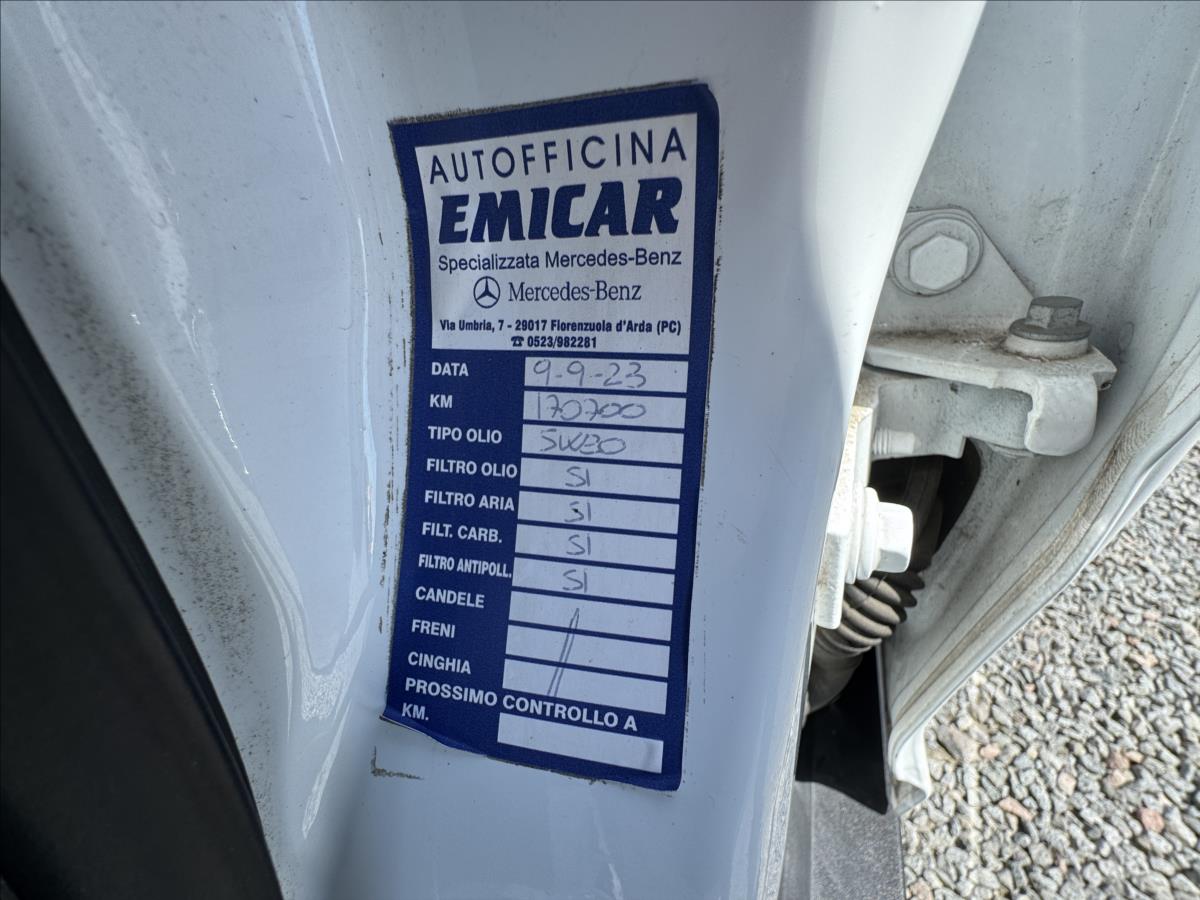 AUTOFFICINA
EMICAR
Specializzata Mercedes-Benz
Mercedes-Benz
Via Umbria, 7 - 29017 Fiorenzuola d'Arda (PC)
☎ 0523/982281
DATA 9-9-23
KM 170700
TIPO OLIO 5W30
FILTRO OLIO SI
FILTRO ARIA SI
FILT. CARB. SI
FILTRO ANTIPOLL. SI
CANDELE
FRENI
CINGHIA
PROSSIMO CONTROLLO A
KM.